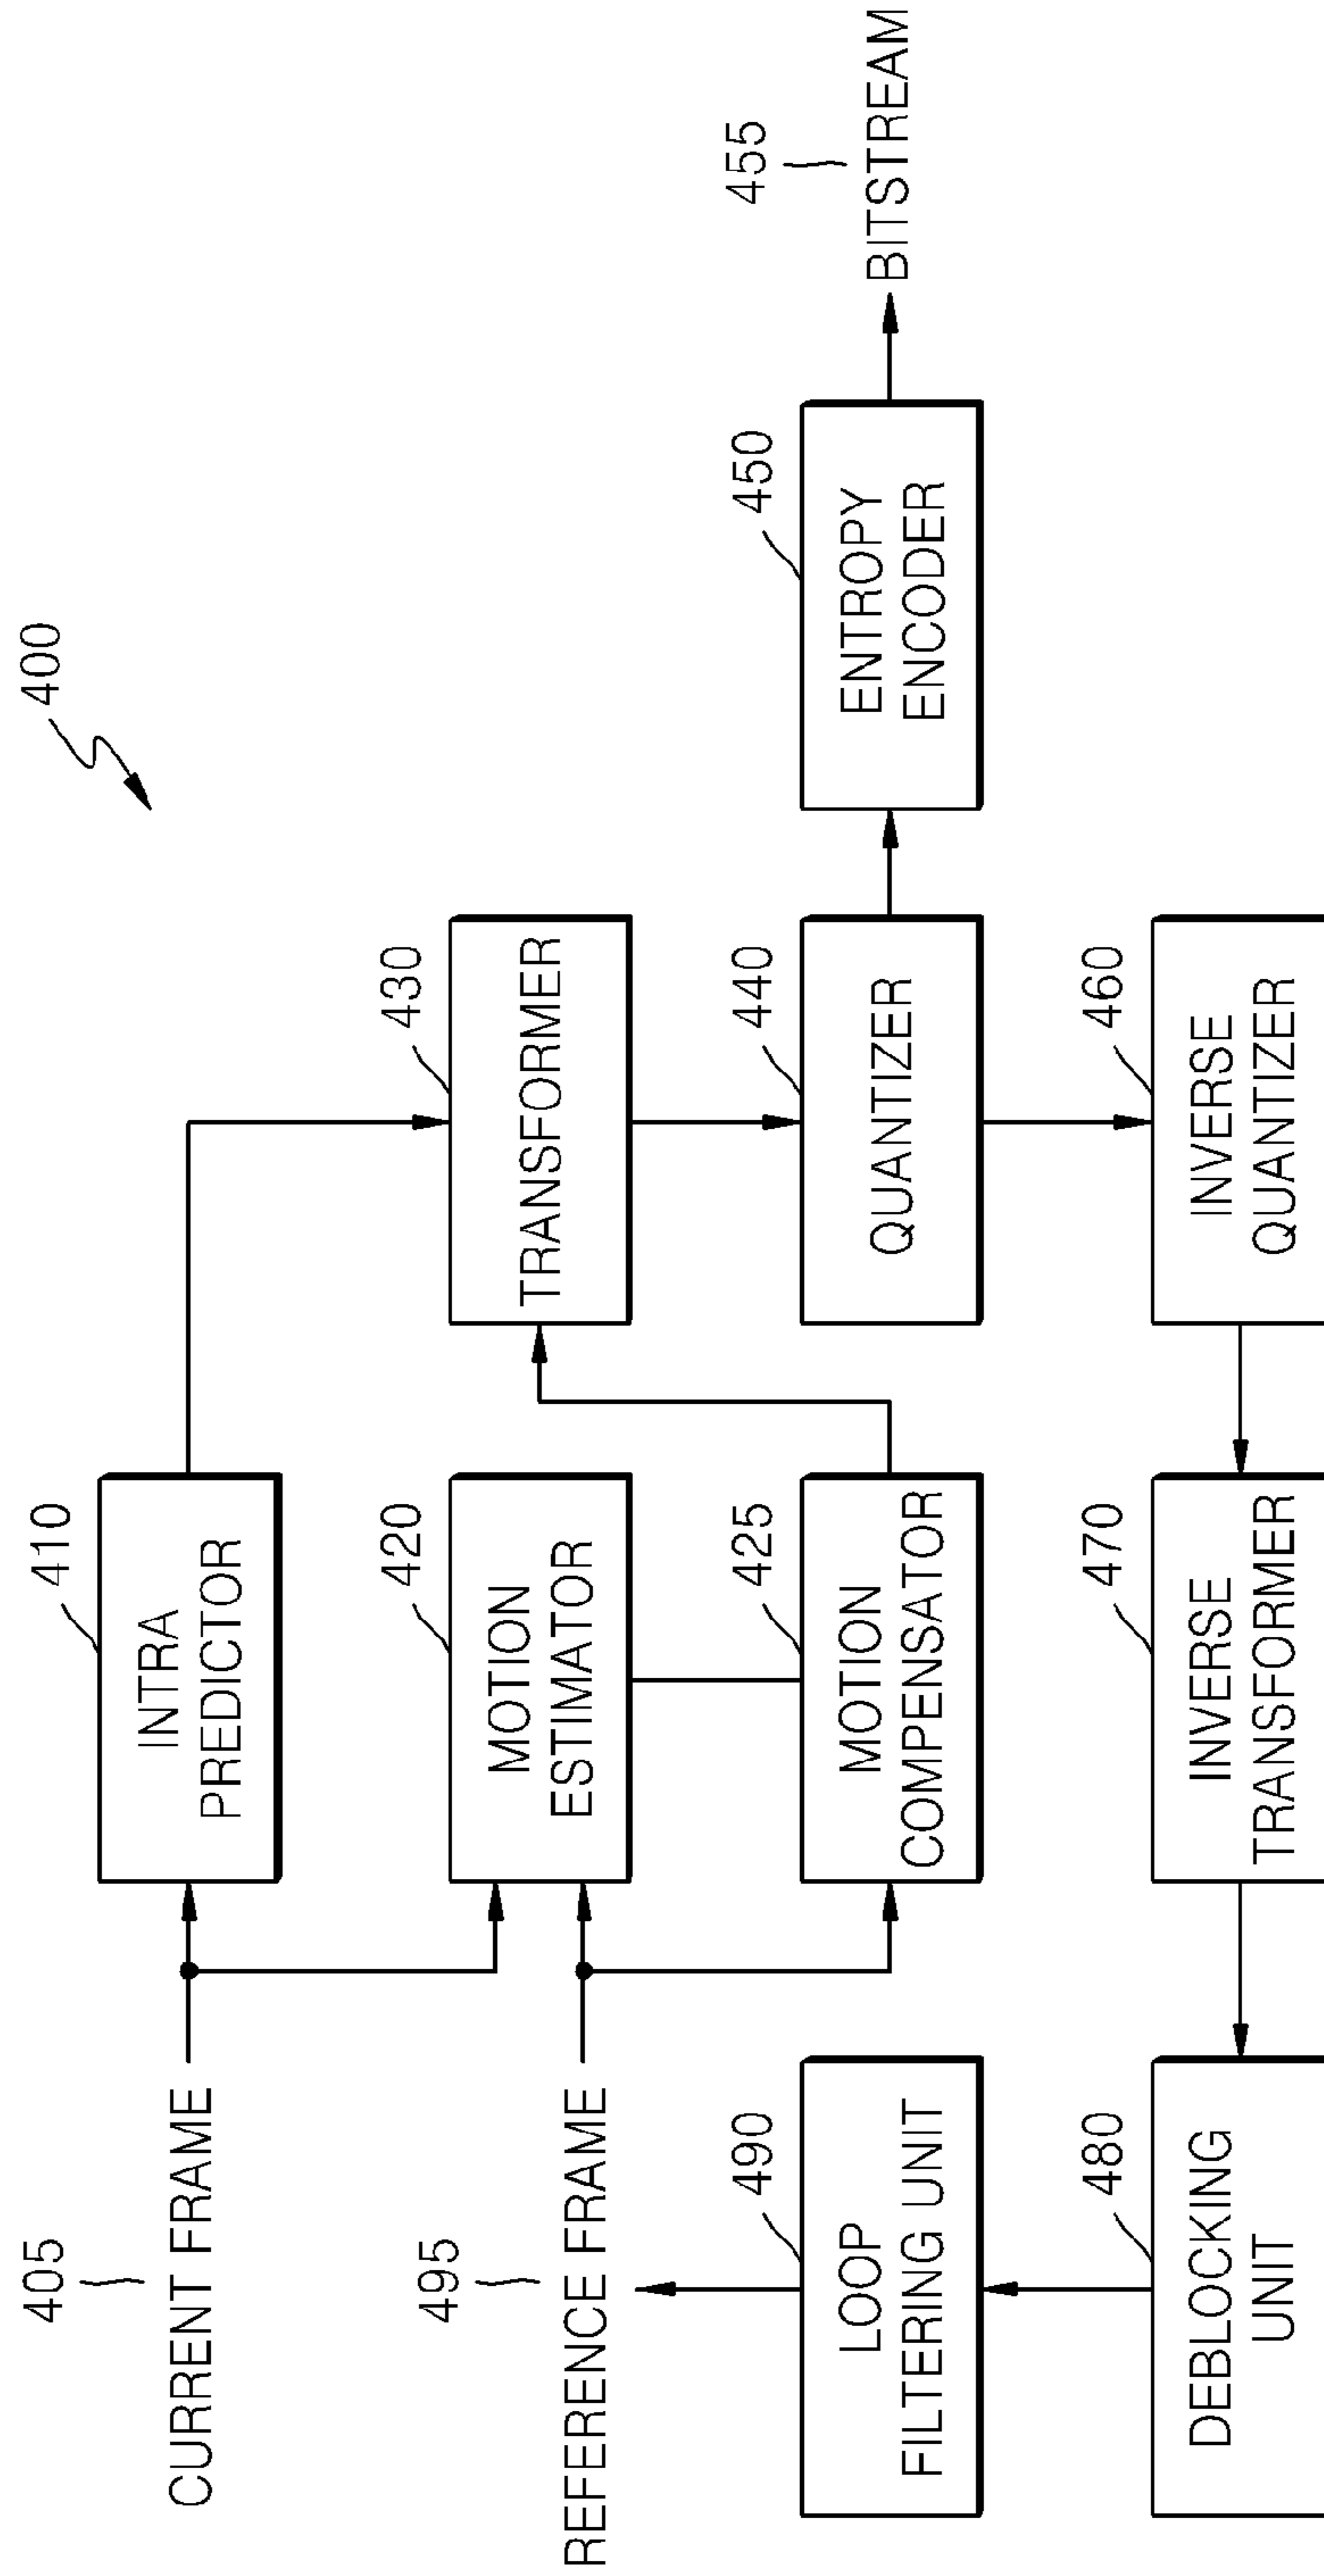 400
405
CURRENT FRAME
410
INTRA
PREDICTOR
495
REFERENCE FRAME
420
MOTION
ESTIMATOR
430
TRANSFORMER
490
LOOP
FILTERING UNIT
425
MOTION
COMPENSATOR
440
QUANTIZER
450
ENTROPY
ENCODER
455
BITSTREAM
480
DEBLOCKING
UNIT
470
INVERSE
TRANSFORMER
460
INVERSE
QUANTIZER